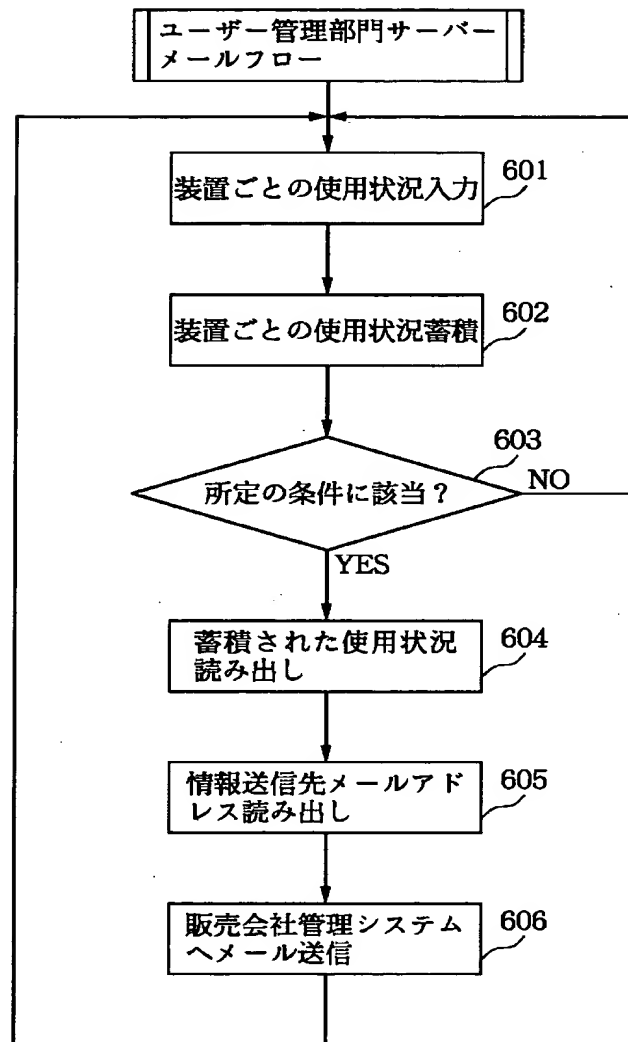 ユーザー管理部門サーバー
メールフロー
装置ごとの使用状況入力
601
装置ごとの使用状況蓄積
602
603
所定の条件に該当？
NO
YES
蓄積された使用状況
読み出し
604
情報送信先メールアド
レス読み出し
605
販売会社管理システム
へメール送信
606